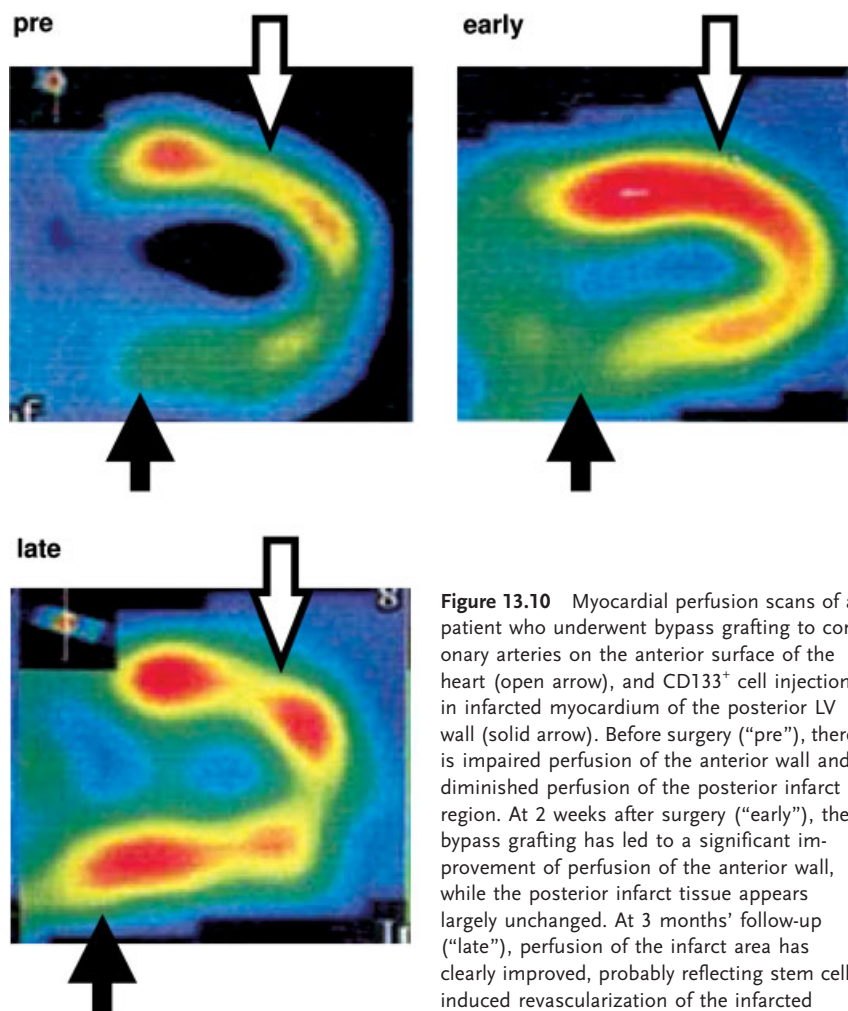 pre
early
late
8
Figure 13.10 Myocardial perfusion scans of
patient who underwent bypass grafting to cor
onary arteries on the anterior surface of the
heart (open arrow), and CD133+ cell injection
in infarcted myocardium of the posterior LV
wall (solid arrow). Before surgery (“pre”), there
is impaired perfusion of the anterior wall and
diminished perfusion of the posterior infarct
region. At 2 weeks after surgery (“early”), the
bypass grafting has led to a significant im-
provement of perfusion of the anterior wall,
while the posterior infarct tissue appears
largely unchanged. At 3 months’ follow-up
(“late”), perfusion of the infarct area has
clearly improved, probably reflecting stem cell
induced revascularization of the infarcted